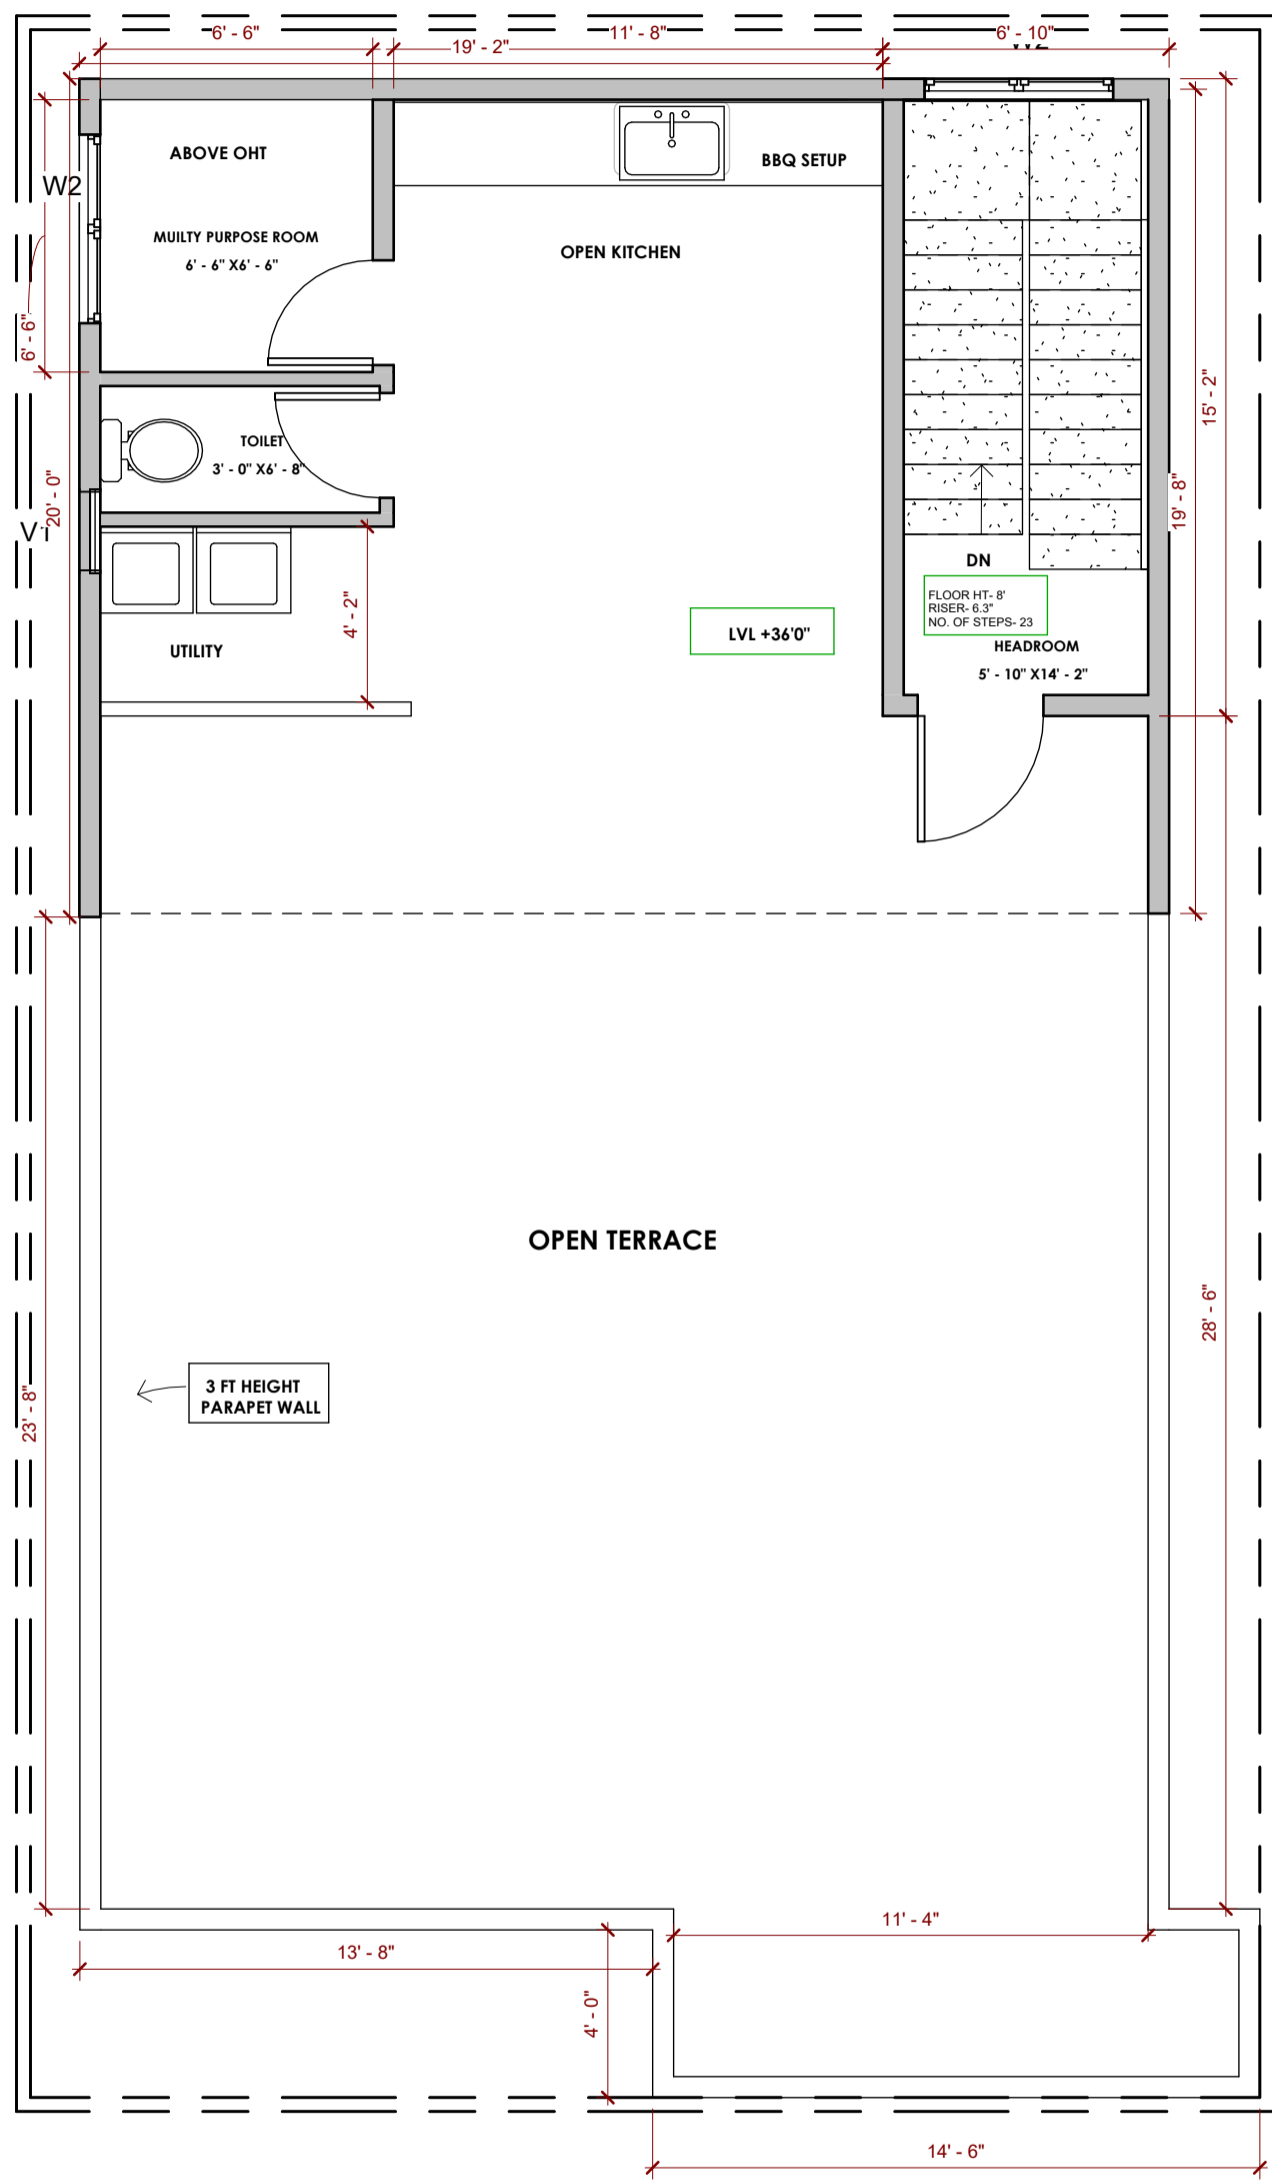 6' - 6"
11' - 8"
6' - 10"
19' - 2"
W2
ABOVE OHT
BBQ SETUP
W2
MUILTY PURPOSE ROOM
6' - 6" X6' - 6"
OPEN KITCHEN
6' - 6"
15' - 2"
TOILET
3' - 0" X6' - 8"
20' - 0"
19' - 8"
V1
DN
FLOOR HT- 8'
RISER- 6.3"
NO. OF STEPS- 23
4' - 2"
LVL +36'0"
UTILITY
HEADROOM
5' - 10" X14' - 2"
OPEN TERRACE
28' - 6"
3 FT HEIGHT
PARAPET WALL
23' - 8"
11' - 4"
13' - 8"
4' - 0"
14' - 6"